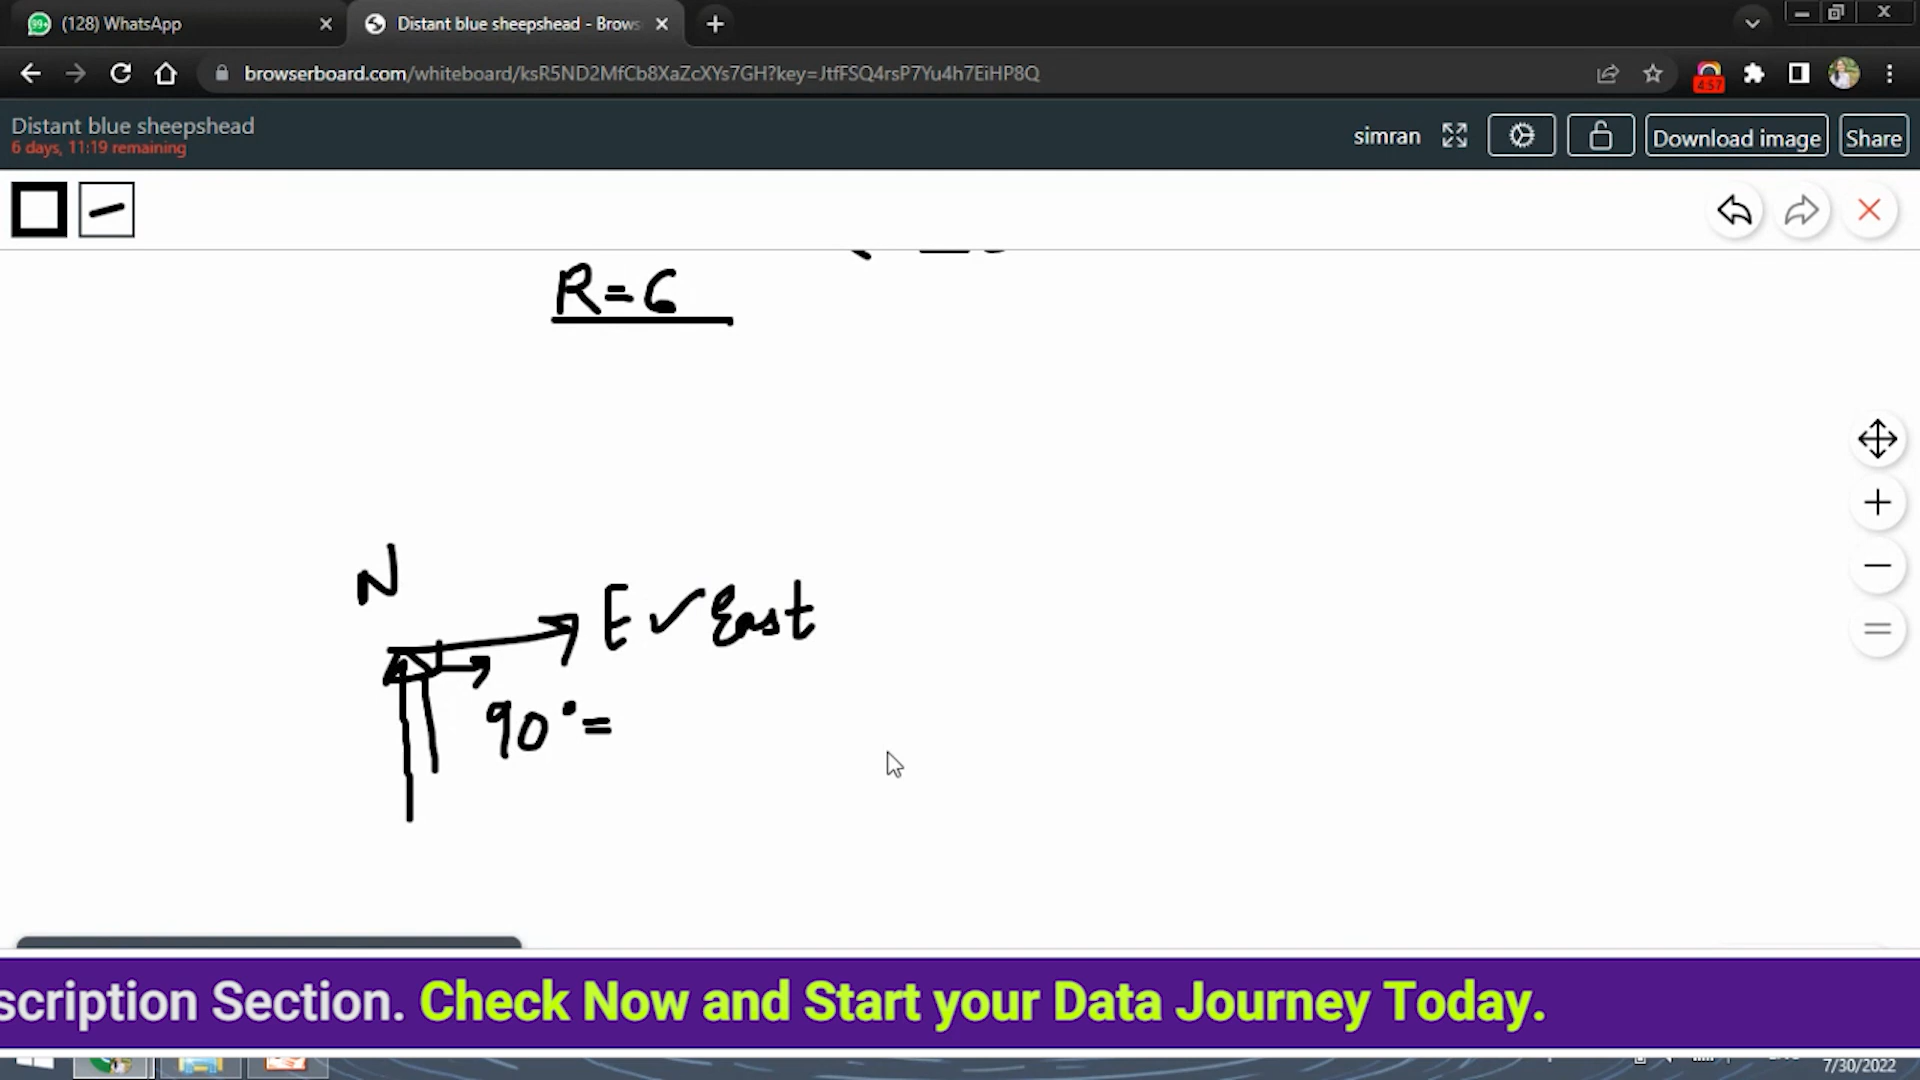 (128) WhatsApp
Distant blue sheepshead - Brows
browserboard.com/whiteboard/ksR5ND2MfCb8XaZcXYs7GH?key=JtfFSQ4rsP7Yu4h7EiHP8Q
4:57
Distant blue sheepshead
6 days, 11:19 remaining
simran
Download image
Share
R=6
N
E ✓ East
90°=
scription Section. Check Now and Start your Data Journey Today.
7/30/2022